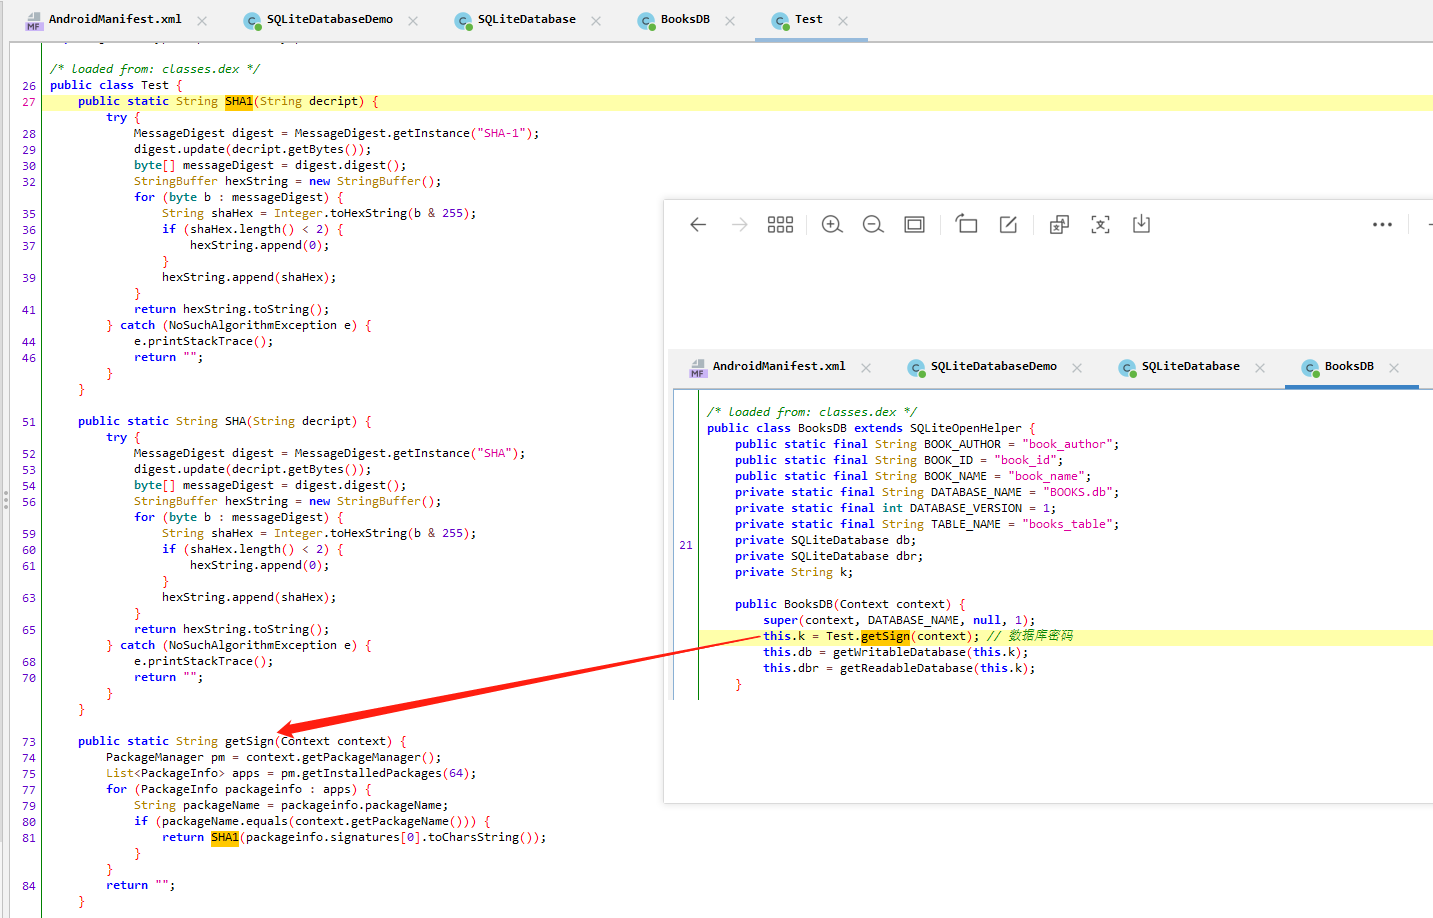 AndroidManifest.xml
SQLiteDatabaseDemo
SQLiteDatabase
BooksDB
Test
/* loaded from: classes.dex */
26 public class Test {
27 public static String SHA1(String decript) {
try {
28 MessageDigest digest = MessageDigest.getInstance("SHA-1");
29 digest.update(decript.getBytes());
30 byte[] messageDigest = digest.digest();
32 StringBuffer hexString = new StringBuffer();
for (byte b : messageDigest) {
35 String shaHex = Integer.toHexString(b & 255);
36 if (shaHex.length() < 2) {
37 hexString.append(0);
}
39 hexString.append(shaHex);
}
41 return hexString.toString();
} catch (NoSuchAlgorithmException e) {
44 e.printStackTrace();
46 return "";
}
}
51 public static String SHA(String decript) {
try {
52 MessageDigest digest = MessageDigest.getInstance("SHA");
53 digest.update(decript.getBytes());
54 byte[] messageDigest = digest.digest();
56 StringBuffer hexString = new StringBuffer();
for (byte b : messageDigest) {
59 String shaHex = Integer.toHexString(b & 255);
60 if (shaHex.length() < 2) {
61 hexString.append(0);
}
63 hexString.append(shaHex);
}
65 return hexString.toString();
} catch (NoSuchAlgorithmException e) {
68 e.printStackTrace();
70 return "";
}
}
73 public static String getSign(Context context) {
74 PackageManager pm = context.getPackageManager();
75 List<PackageInfo> apps = pm.getInstalledPackages(64);
77 for (PackageInfo packageinfo : apps) {
79 String packageName = packageinfo.packageName;
80 if (packageName.equals(context.getPackageName())) {
81 return SHA1(packageinfo.signatures[0].toCharsString());
}
}
84 return "";
}
AndroidManifest.xml
SQLiteDatabaseDemo
SQLiteDatabase
BooksDB
/* loaded from: classes.dex */
public class BooksDB extends SQLiteOpenHelper {
public static final String BOOK_AUTHOR = "book_author";
public static final String BOOK_ID = "book_id";
public static final String BOOK_NAME = "book_name";
private static final String DATABASE_NAME = "BOOKS.db";
private static final int DATABASE_VERSION = 1;
private static final String TABLE_NAME = "books_table";
private SQLiteDatabase db;
21 private SQLiteDatabase dbr;
private String k;
public BooksDB(Context context) {
super(context, DATABASE_NAME, null, 1);
this.k = Test.getSign(context); // 数据库密码
this.db = getWritableDatabase(this.k);
this.dbr = getReadableDatabase(this.k);
}